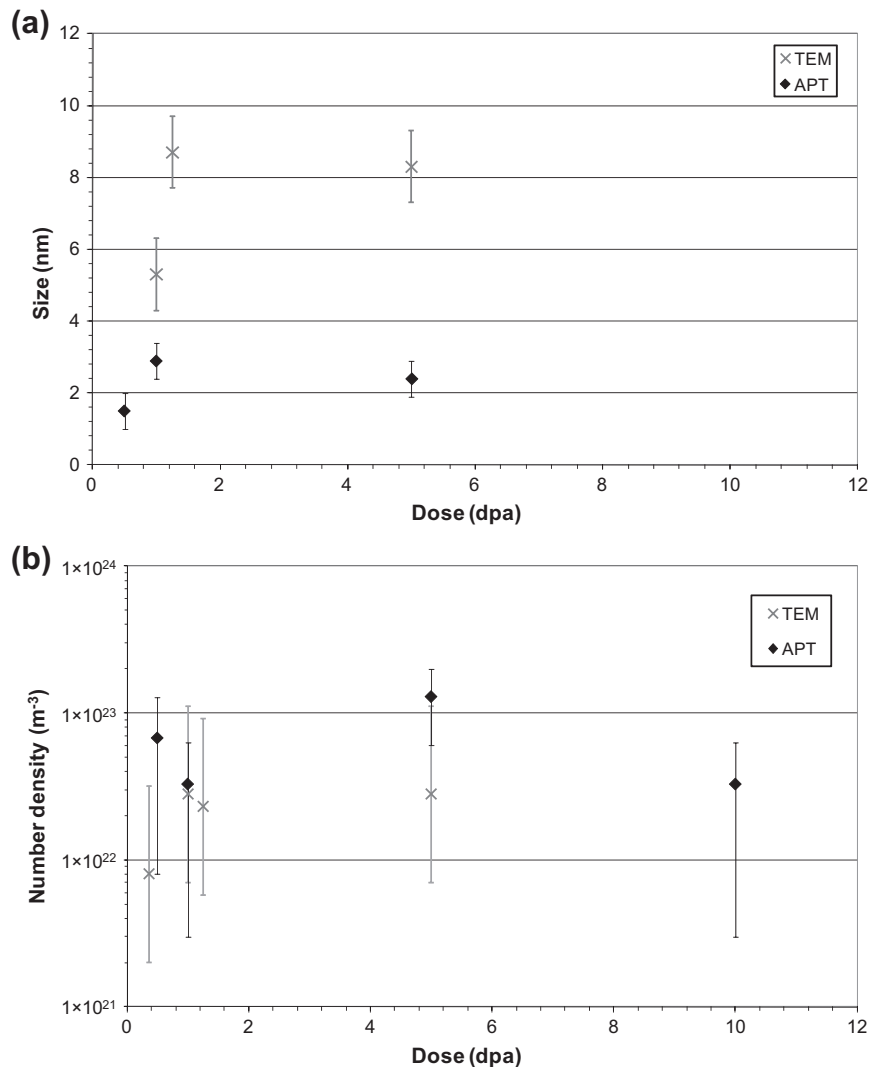 (a)
12
10
8
6
4
2
0
Size (nm)
TEM
APT
0 2 4 6 8 10 12
Dose (dpa)
(b)
1×10²⁴
1×10²³
1×10²²
1×10²¹
Number density (m⁻³)
TEM
APT
0 2 4 6 8 10 12
Dose (dpa)